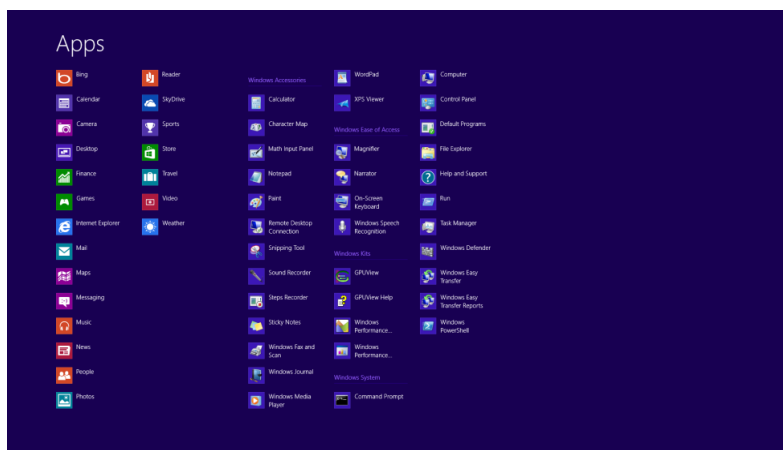 Apps
Bing
Calendar
Camera
Desktop
Finance
Games
Internet Explorer
Mail
Maps
Messaging
Music
News
People
Photos
Reader
SkyDrive
Sports
Store
Travel
Video
Weather
Windows Accessories
Calculator
Character Map
Math Input Panel
Notepad
Paint
Remote Desktop
Connection
Snipping Tool
Sound Recorder
Steps Recorder
Sticky Notes
Windows Fax and
Scan
Windows Journal
Windows Media
Player
WordPad
XPS Viewer
Windows Ease of Access
Magnifier
Narrator
On-Screen
Keyboard
Windows Speech
Recognition
Windows Kits
GPUView
GPUView Help
Windows
Performance...
Windows
Performance...
Windows System
Command Prompt
Computer
Control Panel
Default Programs
File Explorer
Help and Support
Run
Task Manager
Windows Defender
Windows Easy
Transfer
Windows Easy
Transfer Reports
Windows
PowerShell